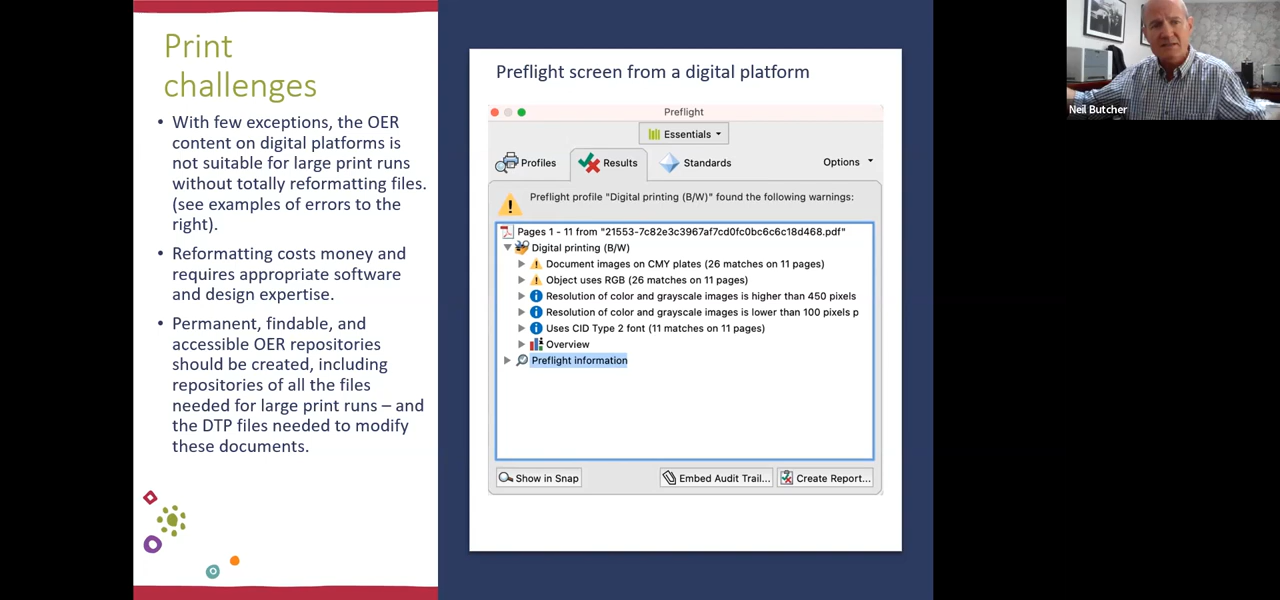 Print
challenges
• With few exceptions, the OER
content on digital platforms is
not suitable for large print runs
without totally reformatting files.
(see examples of errors to the
right).
• Reformatting costs money and
requires appropriate software
and design expertise.
• Permanent, findable, and
accessible OER repositories
should be created, including
repositories of all the files
needed for large print runs – and
the DTP files needed to modify
these documents.
Preflight screen from a digital platform
Preflight
Essentials
Profiles
Results
Standards
Options
Preflight profile "Digital printing (B/W)" found the following warnings:
Pages 1 - 11 from "21553-7c82e3c3967af7cd0fc0bc6c6c18d468.pdf"
Digital printing (B/W)
Document images on CMY plates (26 matches on 11 pages)
Object uses RGB (26 matches on 11 pages)
Resolution of color and grayscale images is higher than 450 pixels
Resolution of color and grayscale images is lower than 100 pixels p
Uses CID Type 2 font (11 matches on 11 pages)
Overview
Preflight information
Show in Snap
Embed Audit Trail...
Create Report...
Neil Butcher